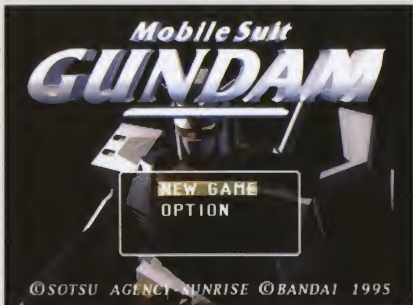 Mobile Suit
GUNDAM
NEW GAME
OPTION
©SOTSU AGENCY·SUNRISE ©BANDAI 1995